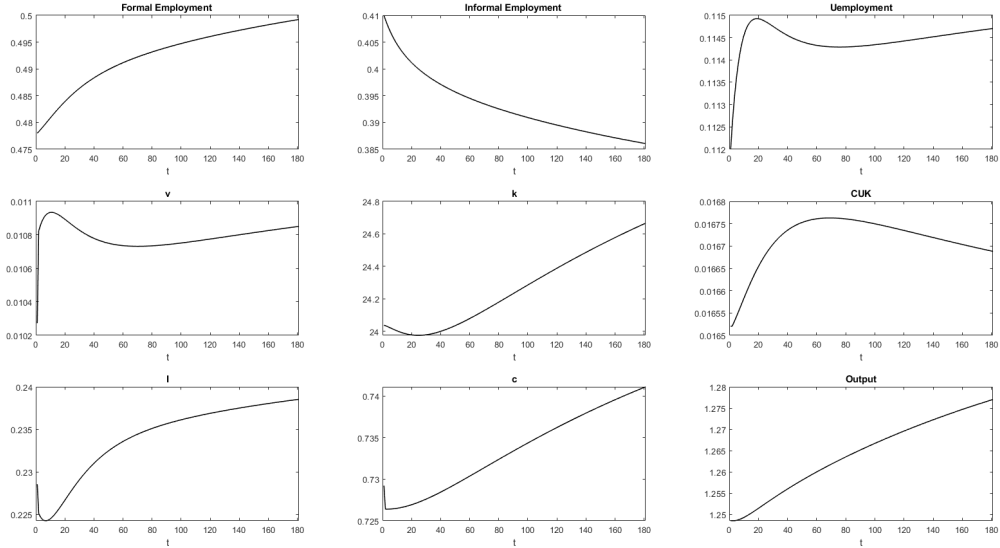 Formal Employment
0.5
0.495
0.49
0.485
0.48
0.475
0 20 40 60 80 100 120 140 160 180
t
Informal Employment
0.41
0.405
0.4
0.395
0.39
0.385
0 20 40 60 80 100 120 140 160 180
t
Uemployment
0.115
0.1145
0.114
0.1135
0.113
0.1125
0.112
0 20 40 60 80 100 120 140 160 180
t
v
0.011
0.0108
0.0106
0.0104
0.0102
0 20 40 60 80 100 120 140 160 180
t
k
24.8
24.6
24.4
24.2
24
0 20 40 60 80 100 120 140 160 180
t
CUK
0.0168
0.01675
0.0167
0.01665
0.0166
0.01655
0.0165
0 20 40 60 80 100 120 140 160 180
t
I
0.24
0.235
0.23
0.225
0 20 40 60 80 100 120 140 160 180
t
c
0.74
0.735
0.73
0.725
0 20 40 60 80 100 120 140 160 180
t
Output
1.28
1.275
1.27
1.265
1.26
1.255
1.25
0 20 40 60 80 100 120 140 160 180
t